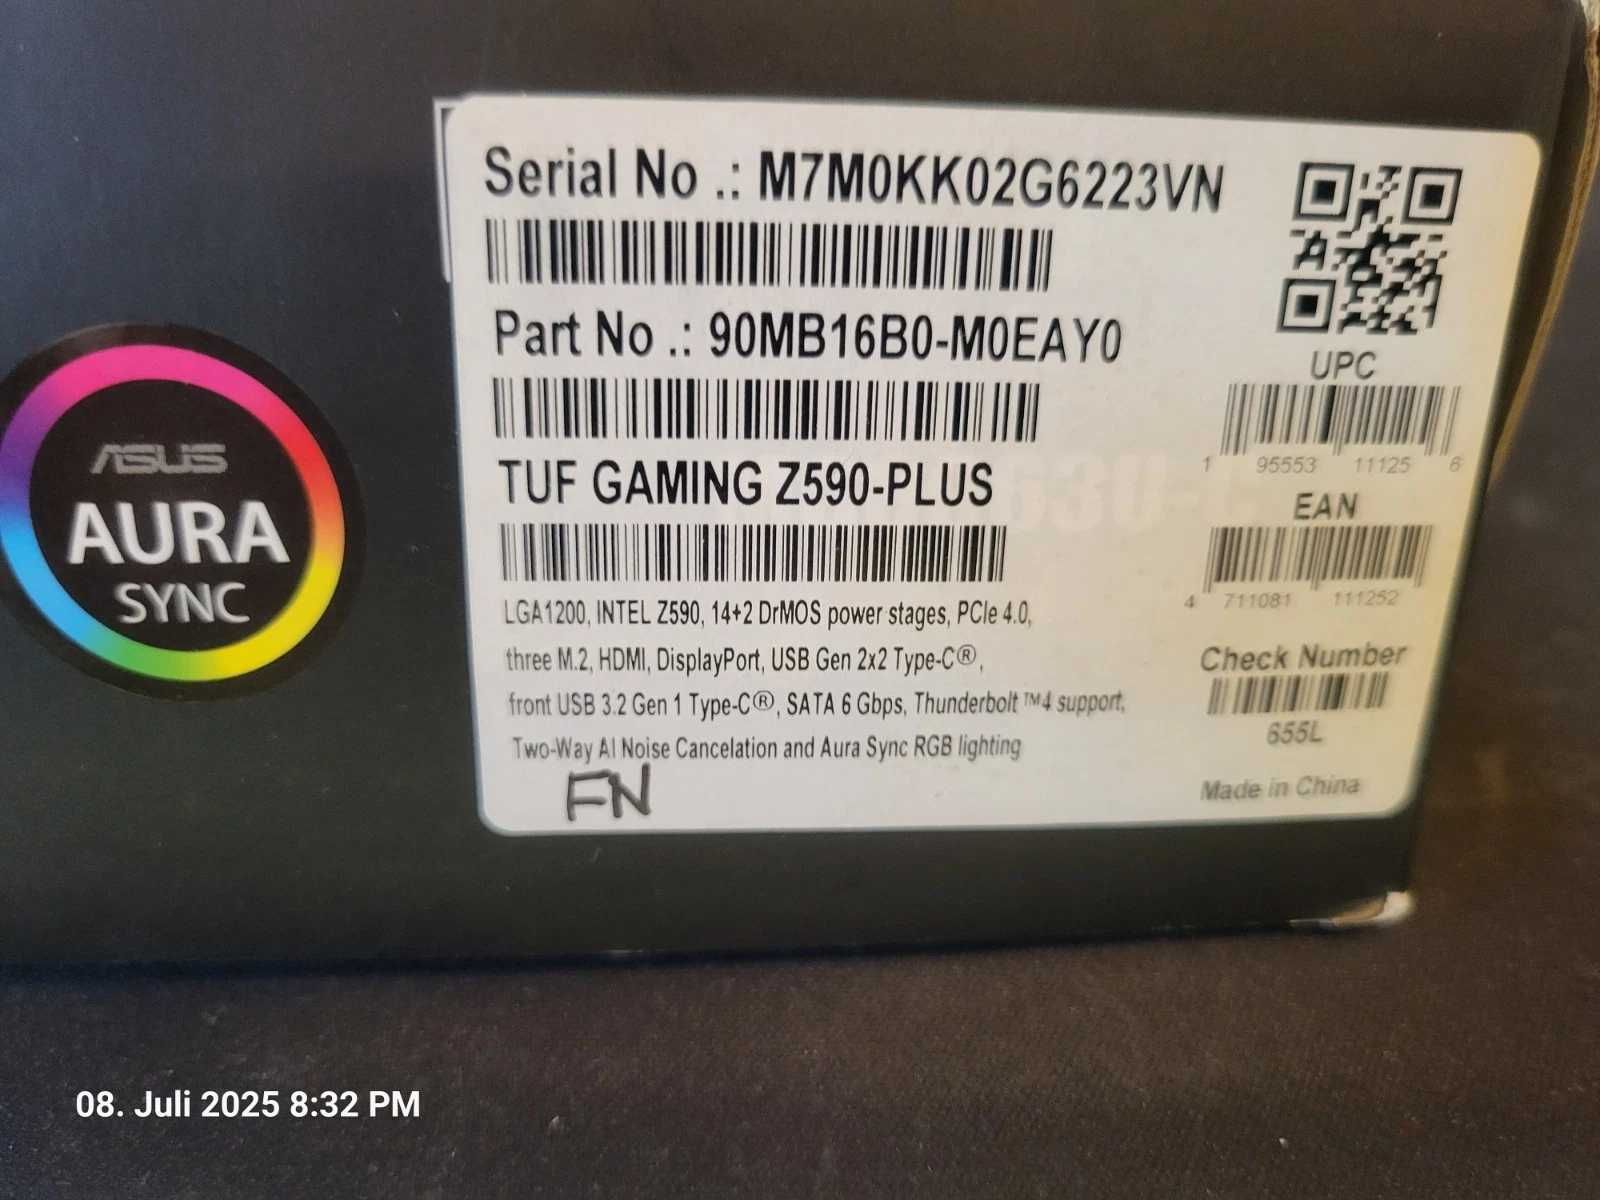 Serial No .: M7M0KK02G6223VN
Part No .: 90MB16B0-M0EAY0
TUF GAMING Z590-PLUS
LGA1200, INTEL Z590, 14+2 DrMOS power stages, PCIe 4.0,
three M.2, HDMI, DisplayPort, USB Gen 2x2 Type-C®,
front USB 3.2 Gen 1 Type-C®, SATA 6 Gbps, Thunderbolt™4 support,
Two-Way AI Noise Cancelation and Aura Sync RGB lighting
FN
UPC
1 95553 11125 6
EAN
4 711081 111252
Check Number
655L
Made in China
ASUS
AURA
SYNC
08. Juli 2025 8:32 PM